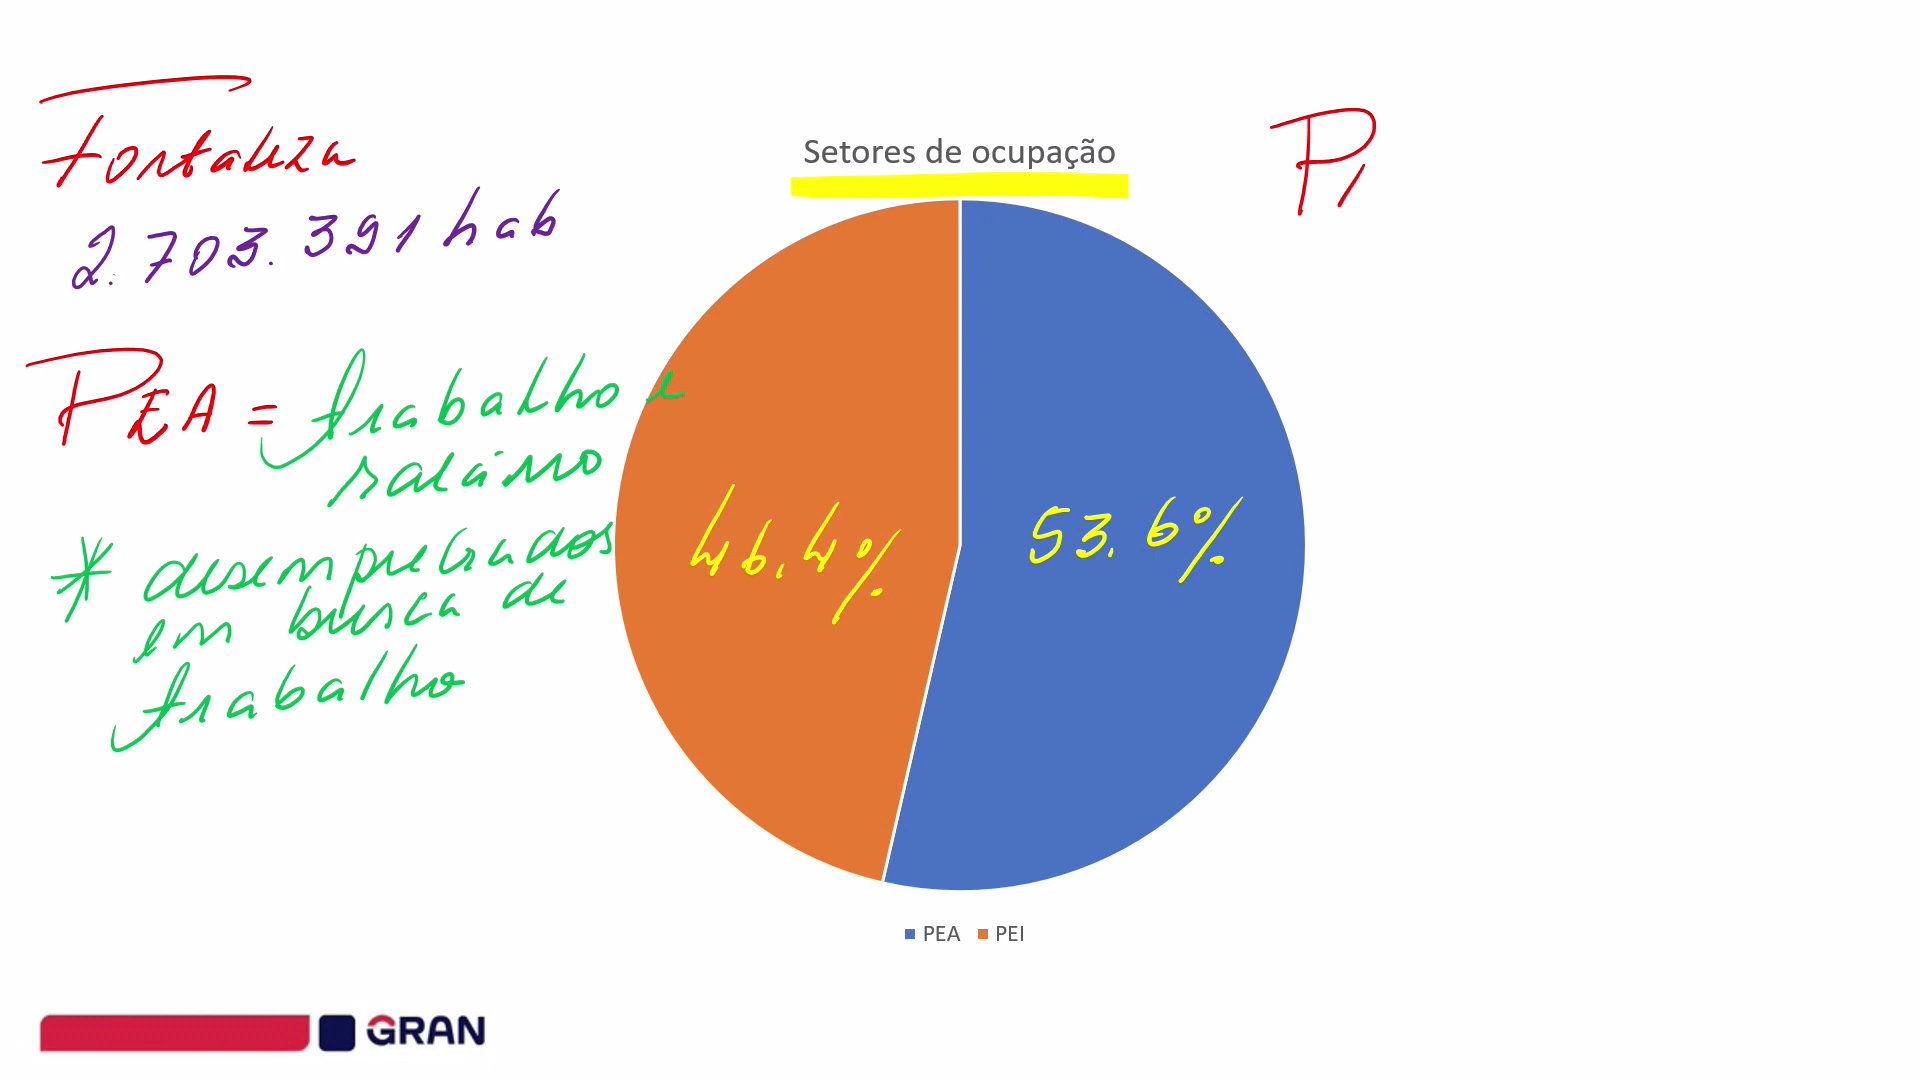 Fortaleza
2.703.391 hab
PEA = trabalho e
salário
* desempregados
em busca de
trabalho
Setores de ocupação
46,4%
53,6%
PEA PEI
GRAN